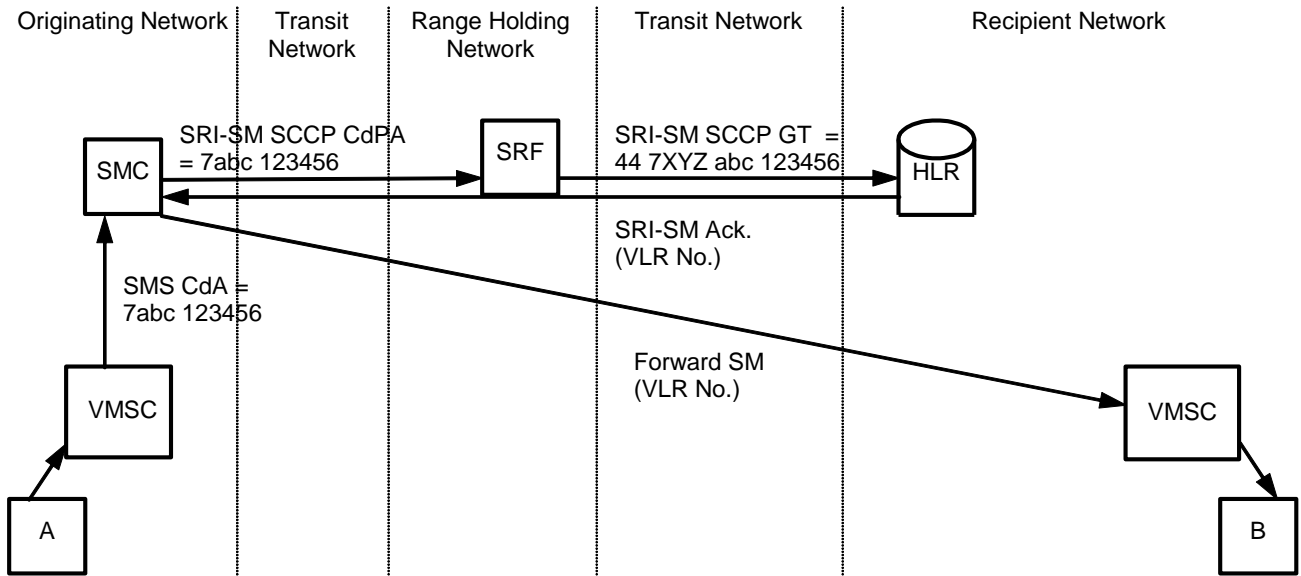 Originating Network
Transit
Network
Range Holding
Network
Transit Network
Recipient Network
SRI-SM SCCP CdPA
= 7abc 123456
SMC
SRF
SRI-SM SCCP GT =
44 7XYZ abc 123456
HLR
SRI-SM Ack.
(VLR No.)
SMS CdA =
7abc 123456
Forward SM
(VLR No.)
VMSC
VMSC
A
B